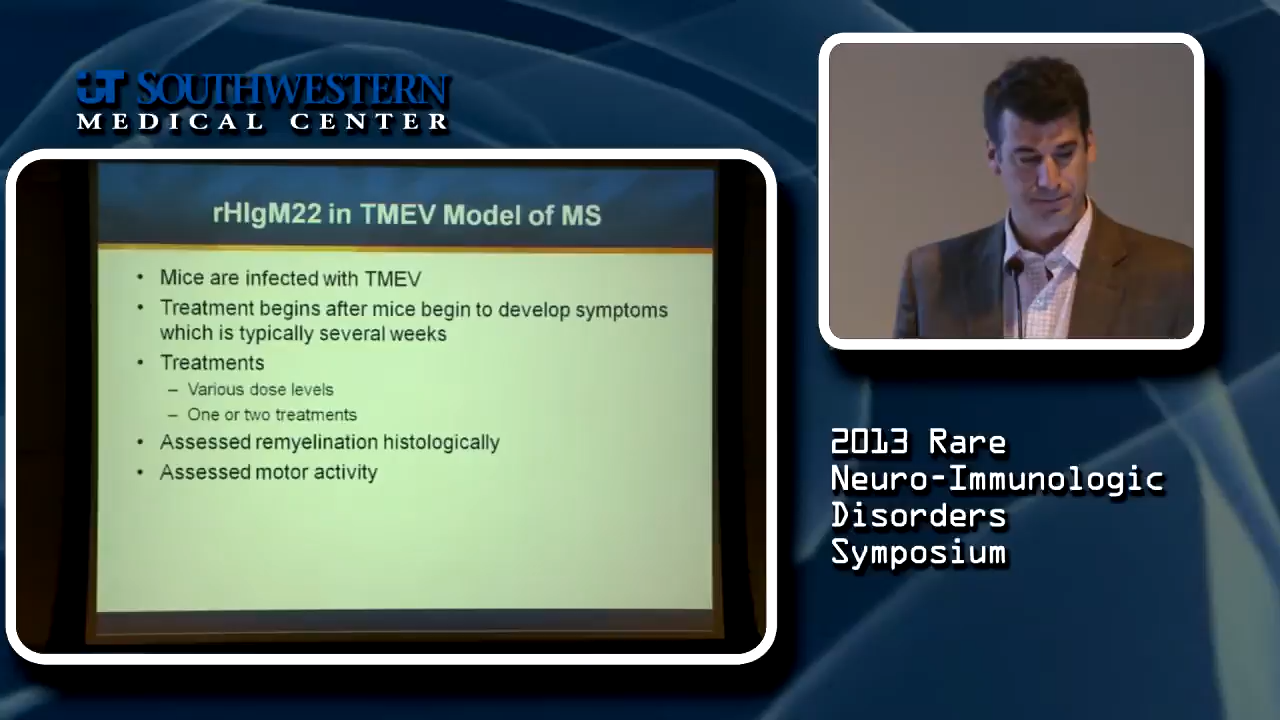 UT SOUTHWESTERN
MEDICAL CENTER
rHIgM22 in TMEV Model of MS
• Mice are infected with TMEV
• Treatment begins after mice begin to develop symptoms
which is typically several weeks
• Treatments
– Various dose levels
– One or two treatments
• Assessed remyelination histologically
• Assessed motor activity
2013 Rare
Neuro-Immunologic
Disorders
Symposium